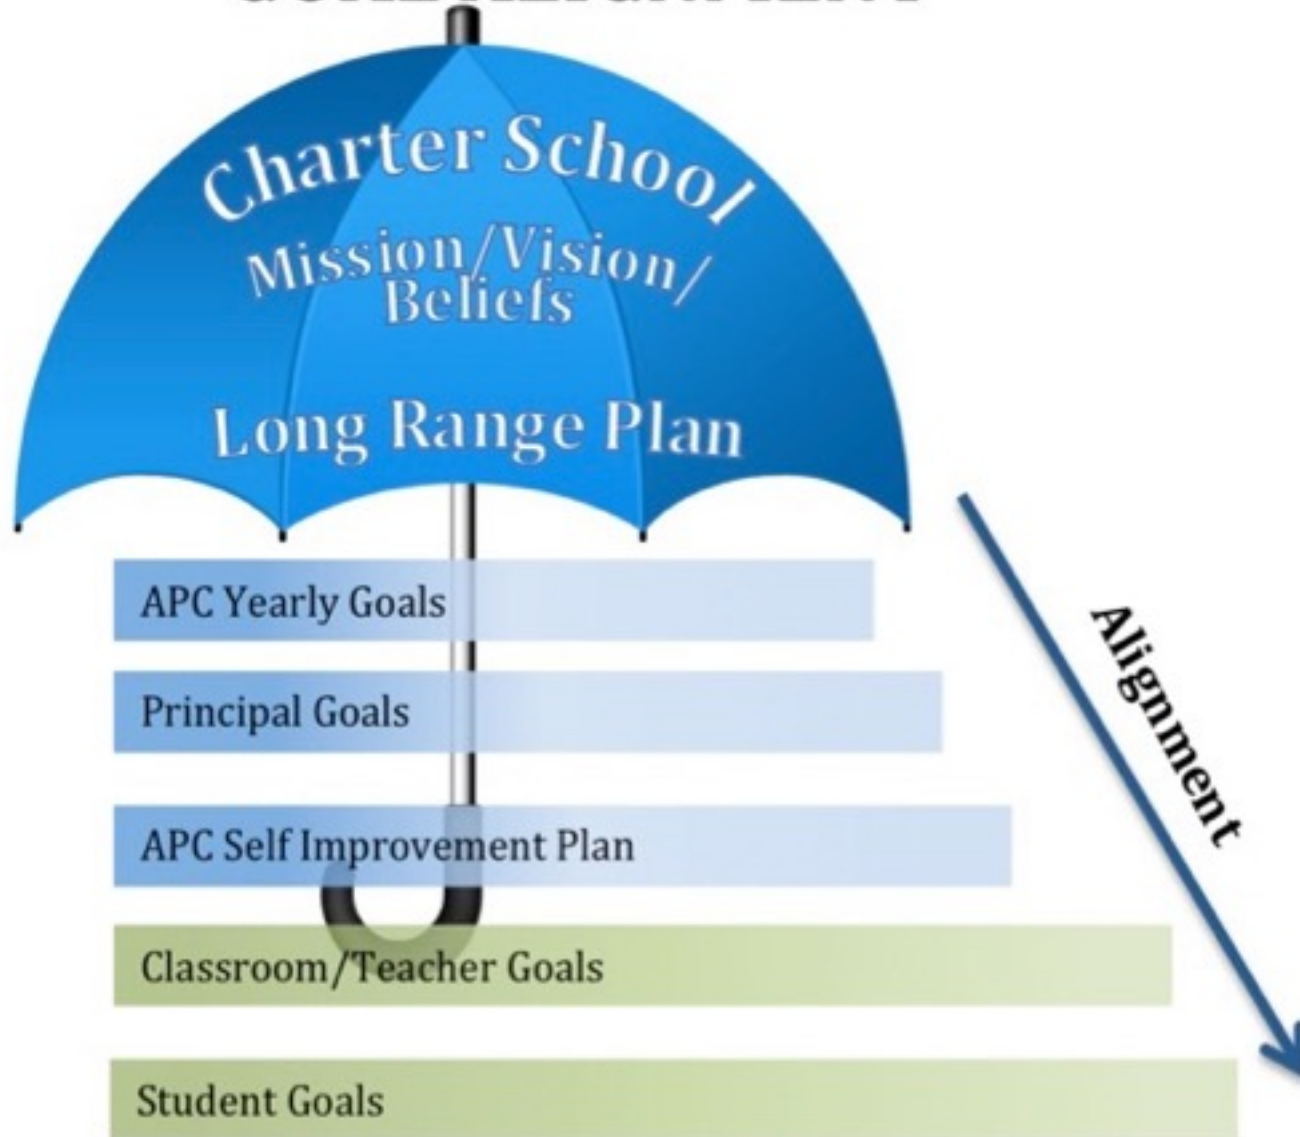 Charter School
Mission/Vision/
Beliefs
Long Range Plan
APC Yearly Goals
Principal Goals
APC Self Improvement Plan
Classroom/Teacher Goals
Student Goals
Alignment